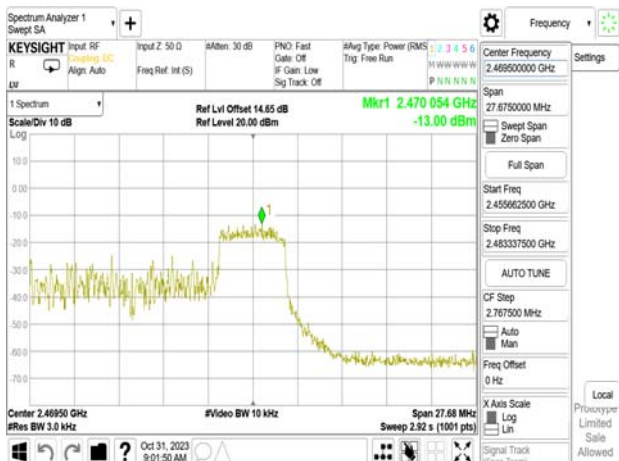 Spectrum Analyzer 1
Swept SA
+
Frequency
KEYSIGHT
R
Input: RF
Coupling: DC
Align: Auto
Input Z: 50 Ω
Freq Ref: Int (S)
#Atten: 30 dB
PNO: Fast
Gate: Off
IF Gain: Low
Sig Track: Off
#Avg Type: Power (RMS
Trig: Free Run
1 2 3 4 5 6
M W W W W W
P N N N N N
1 Spectrum
Scale/Div 10 dB
Ref Lvl Offset 14.65 dB
Ref Level 20.00 dBm
Mkr1 2.470 054 GHz
-13.00 dBm
Log
10.0
0.00
-10.0
-20.0
-30.0
-40.0
-50.0
-60.0
-70.0
1
Center 2.46950 GHz
#Res BW 3.0 kHz
#Video BW 10 kHz
Span 27.68 MHz
Sweep 2.92 s (1001 pts)
Oct 31, 2023
9:01:50 AM
?
Center Frequency
2.469500000 GHz
Span
27.6750000 MHz
Swept Span
Zero Span
Full Span
Start Freq
2.455662500 GHz
Stop Freq
2.483337500 GHz
AUTO TUNE
CF Step
2.767500 MHz
Auto
Man
Freq Offset
0 Hz
X Axis Scale
Log
Lin
Signal Track
Settings
Local
Prototype
Limited
Sale
Allowed